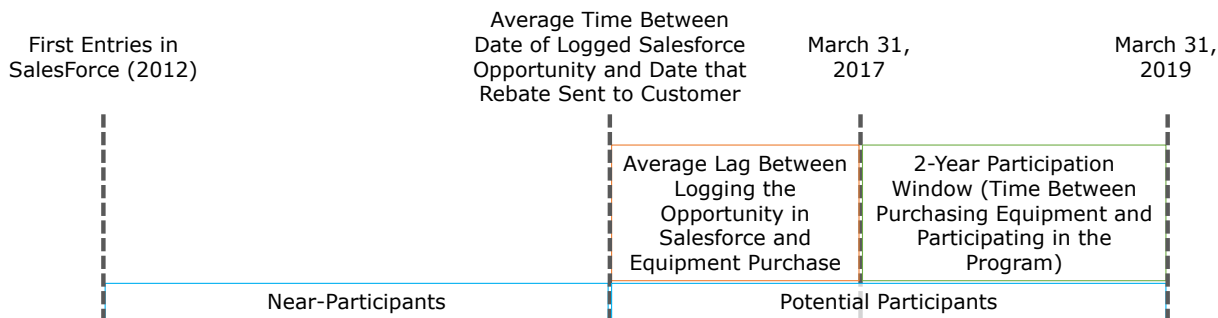 First Entries in
SalesForce (2012)
Average Time Between
Date of Logged Salesforce
Opportunity and Date that
Rebate Sent to Customer
March 31,
2017
March 31,
2019
Average Lag Between
Logging the
Opportunity in
Salesforce and
Equipment Purchase
2-Year Participation
Window (Time Between
Purchasing Equipment and
Participating in the
Program)
Near-Participants
Potential Participants